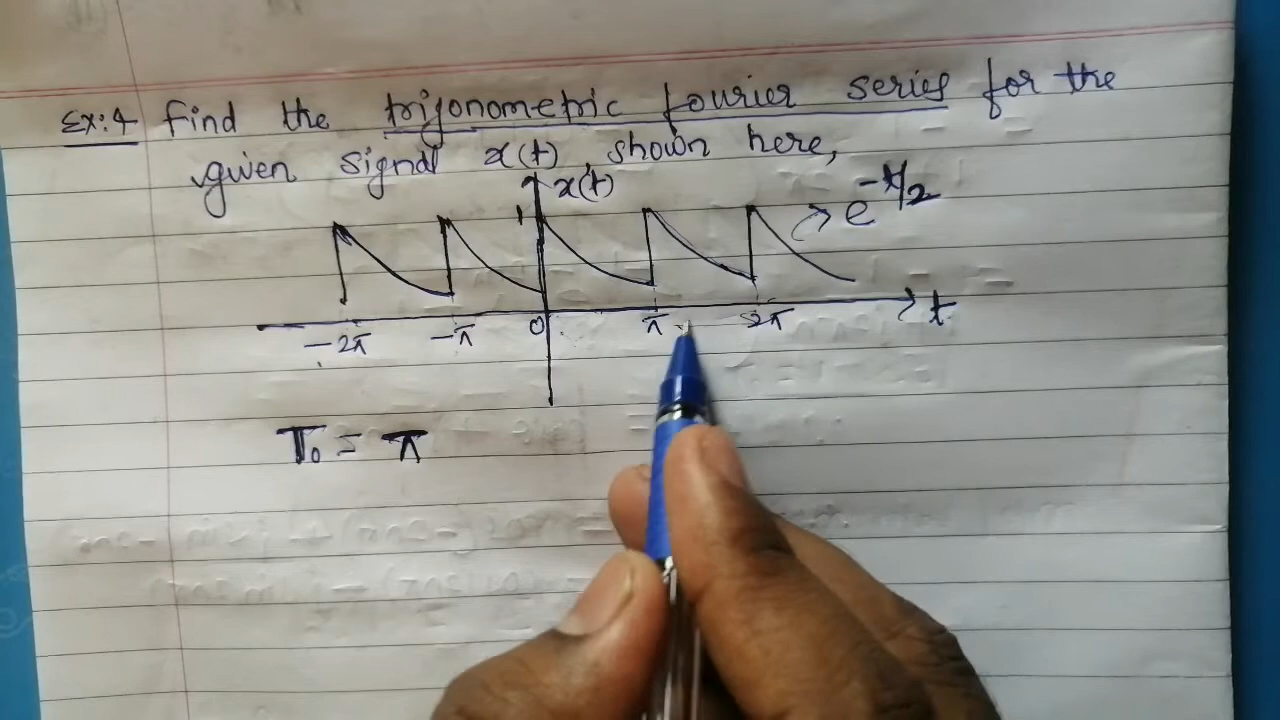 Ex:4 Find the trigonometric fourier series for the
given signal x(t), shown here,
x(t)
1
e^-t/2
-2π -π 0 π 2π t
T₀ = π